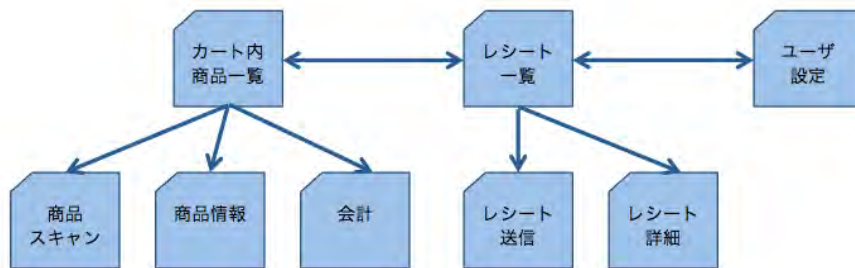 カート内
商品一覧
レシート
一覧
ユーザ
設定
商品
スキャン
商品情報
会計
レシート
送信
レシート
詳細